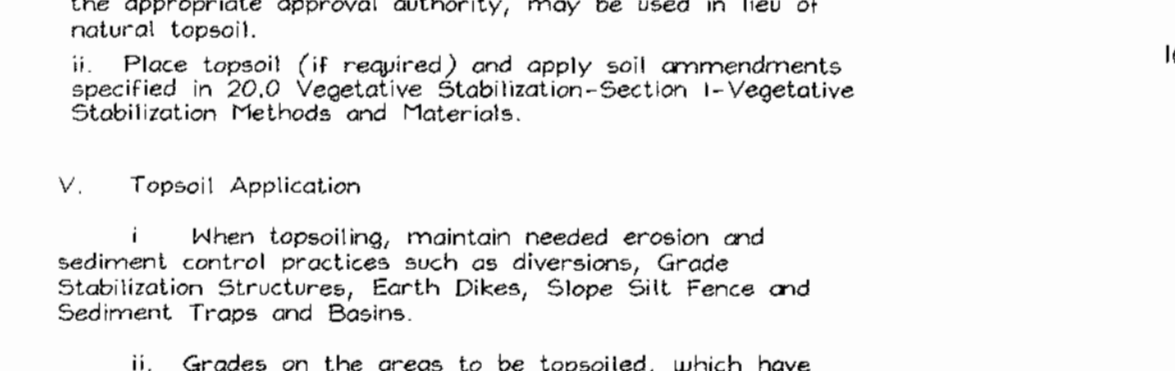 the appropriate approval authority, may be used in lieu of
natural topsoil.
ii. Place topsoil (if required) and apply soil ammendments
specified in 20.0 Vegetative Stabilization-Section I-Vegetative
Stabilization Methods and Materials.
V. Topsoil Application
i When topsoiling, maintain needed erosion and
sediment control practices such as diversions, Grade
Stabilization Structures, Earth Dikes, Slope Silt Fence and
Sediment Traps and Basins.
ii. Grades on the areas to be topsoiled, which have